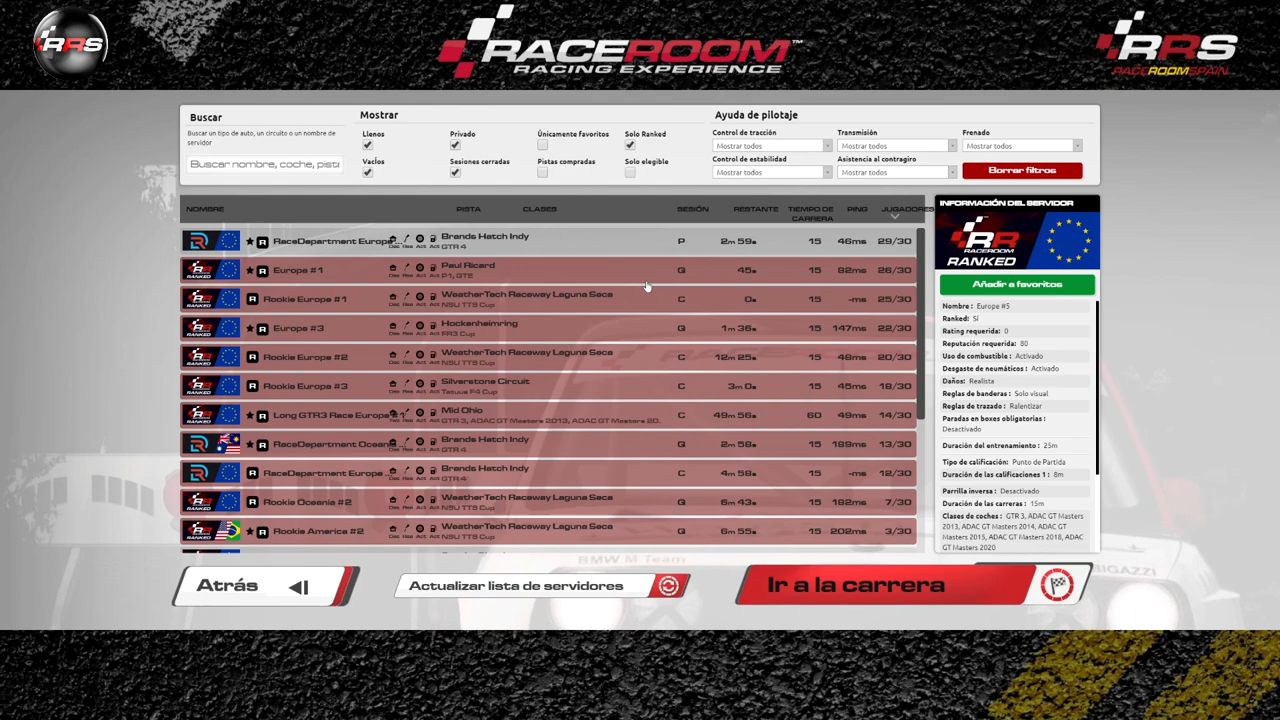 RRS
RACEROOM™
RACING EXPERIENCE
RRS
RACEROOMSPAIN
Buscar
Buscar un tipo de auto, un circuito o un nombre de servidor
Buscar nombre, coche, pista
Mostrar
Llenos
Privado
Únicamente favoritos
Solo Ranked
Vacíos
Sesiones cerradas
Pistas compradas
Solo elegible
Ayuda de pilotaje
Control de tracción
Transmisión
Frenado
Mostrar todos
Mostrar todos
Mostrar todos
Control de estabilidad
Asistencia al contragiro
Mostrar todos
Mostrar todos
Borrar filtros
NOMBRE PISTA CLASES SESIÓN RESTANTE TIEMPO DE CARRERA PING JUGADORES
RaceDepartment Europe... Brands Hatch Indy P 2m 59s 15 46ms 29/30
GTR 4
Europe #1 Paul Ricard Q 45s 15 82ms 26/30
P1, GTE
Rookie Europe #1 WeatherTech Raceway Laguna Seca C 0s 15 -ms 25/30
NSU TTS Cup
Europe #3 Hockenheimring Q 1m 36s 15 147ms 22/30
FR3 Cup
Rookie Europe #2 WeatherTech Raceway Laguna Seca C 12m 25s 15 48ms 20/30
NSU TTS Cup
Rookie Europe #3 Silverstone Circuit C 3m 0s 15 45ms 18/30
Tatuus F4 Cup
Long GTR3 Race Europe #1 Mid Ohio C 49m 56s 60 49ms 14/30
GTR 3, ADAC GT Masters 2013, ADAC GT Masters 20.
RaceDepartment Oceania... Brands Hatch Indy Q 2m 58s 15 189ms 13/30
GTR 4
RaceDepartment Europe... Brands Hatch Indy C 4m 58s 15 -ms 12/30
GTR 4
Rookie Oceania #2 WeatherTech Raceway Laguna Seca Q 6m 43s 15 182ms 7/30
NSU TTS Cup
Rookie America #2 WeatherTech Raceway Laguna Seca Q 6m 55s 15 202ms 3/30
NSU TTS Cup
INFORMACIÓN DEL SERVIDOR
RR
RACEROOM
RANKED
Añadir a favoritos
Nombre : Europe #5
Ranked: Sí
Rating requerida: 0
Reputación requerida: 80
Uso de combustible : Activado
Desgaste de neumáticos : Activado
Daños: Realista
Reglas de banderas : Solo visual
Reglas de trazado : Ralentizar
Paradas en boxes obligatorias :
Desactivado
Duración del entrenamiento : 25m
Tipo de calificación: Punto de Partida
Duración de las calificaciones 1 : 8m
Parrilla inversa : Desactivado
Duración de las carreras : 15m
Clases de coches : GTR 3, ADAC GT Masters
2013, ADAC GT Masters 2014, ADAC GT
Masters 2015, ADAC GT Masters 2018, ADAC
GT Masters 2020
BMW M Team
BIGAZZI
Atrás
Actualizar lista de servidores
Ir a la carrera